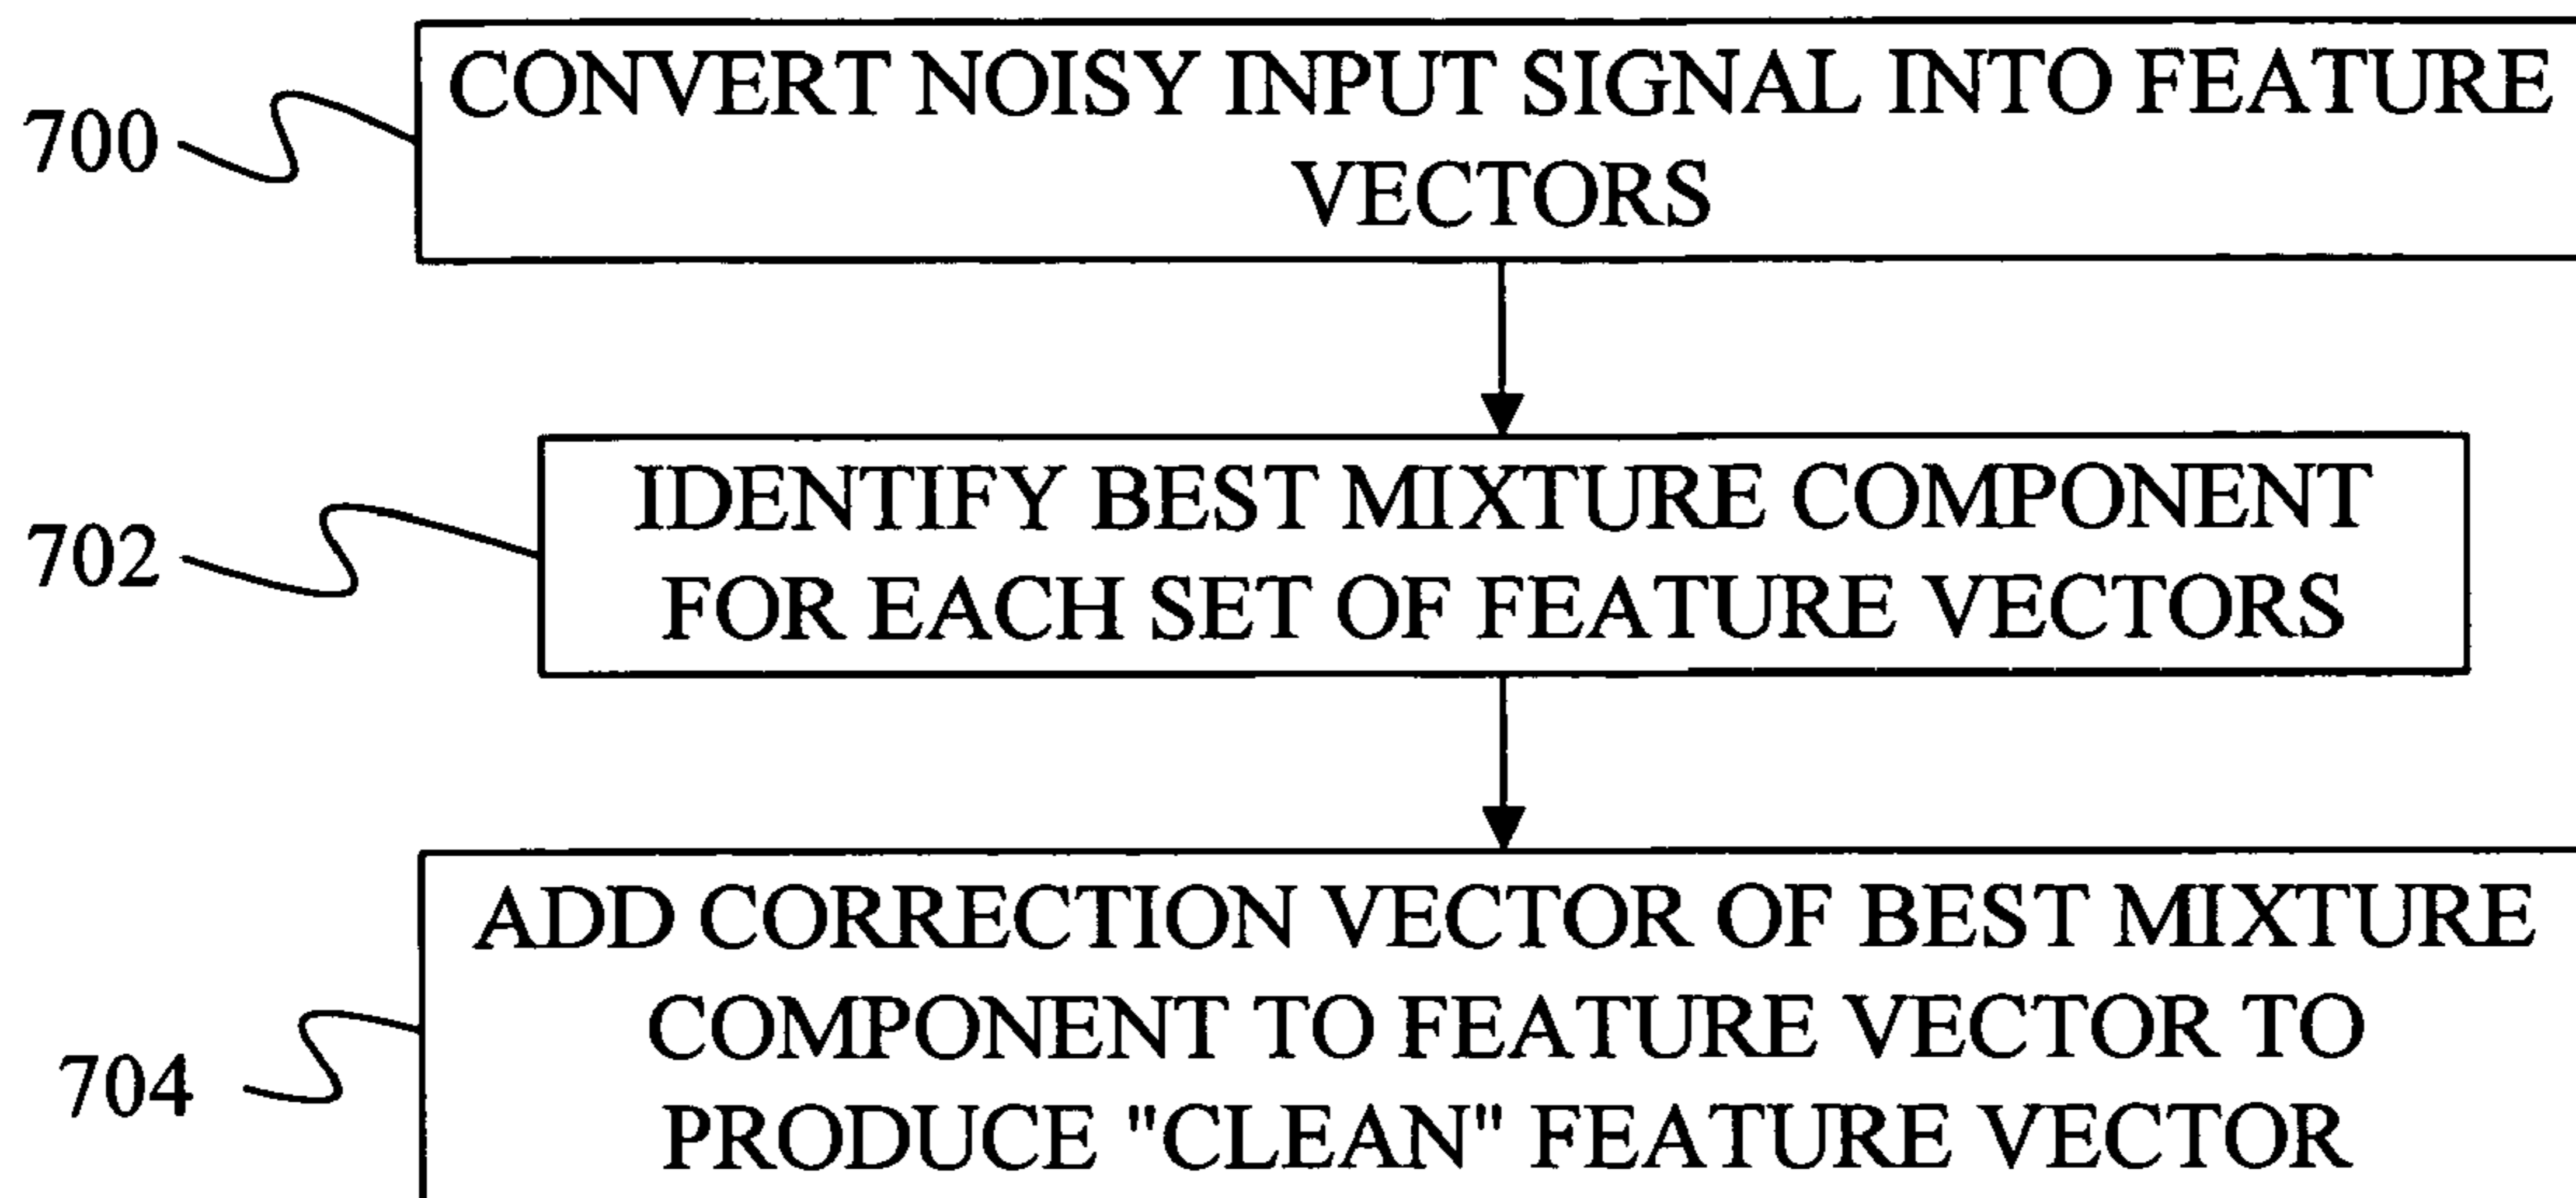 700
CONVERT NOISY INPUT SIGNAL INTO FEATURE
VECTORS
702
IDENTIFY BEST MIXTURE COMPONENT
FOR EACH SET OF FEATURE VECTORS
704
ADD CORRECTION VECTOR OF BEST MIXTURE
COMPONENT TO FEATURE VECTOR TO
PRODUCE "CLEAN" FEATURE VECTOR